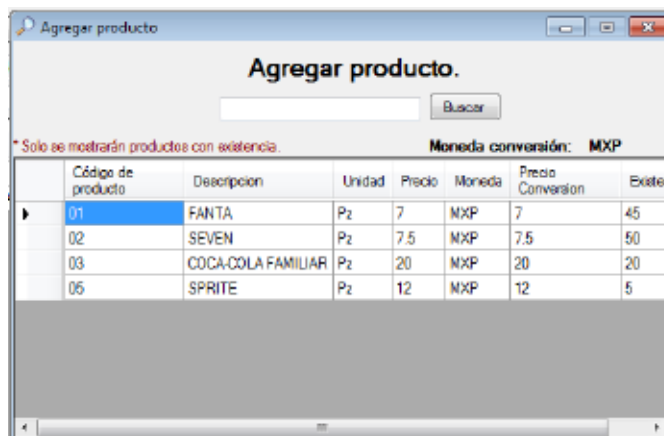 Agregar producto
Agregar producto.
Buscar
* Solo se mostrarán productos con existencia. Moneda conversión: MXP
Código de producto Descripcion Unidad Precio Moneda Precio Conversion Existe
01 FANTA Pz 7 MXP 7 45
02 SEVEN Pz 7.5 MXP 7.5 50
03 COCA-COLA FAMILIAR Pz 20 MXP 20 20
05 SPRITE Pz 12 MXP 12 5